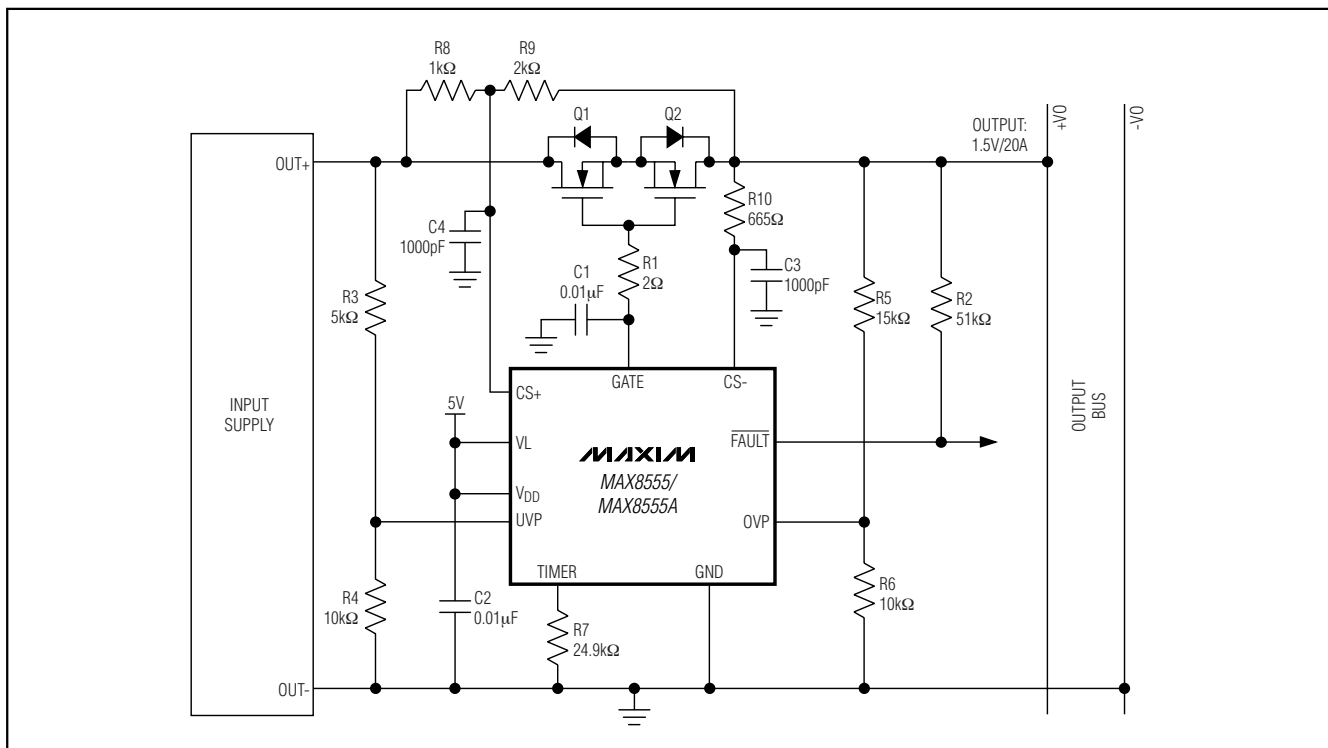 R8
1kΩ
R9
2kΩ
Q1
Q2
OUTPUT:
1.5V/20A
+VO
-VO
OUT+
R10
665Ω
C4
1000pF
R1
2Ω
C1
0.01µF
C3
1000pF
R3
5kΩ
R5
15kΩ
R2
51kΩ
GATE
CS-
CS+
INPUT
SUPPLY
5V
OUTPUT
BUS
VL
FAULT
MAXIM
MAX8555/
MAX8555A
VDD
UVP
OVP
TIMER
GND
R4
10kΩ
C2
0.01µF
R7
24.9kΩ
R6
10kΩ
OUT-